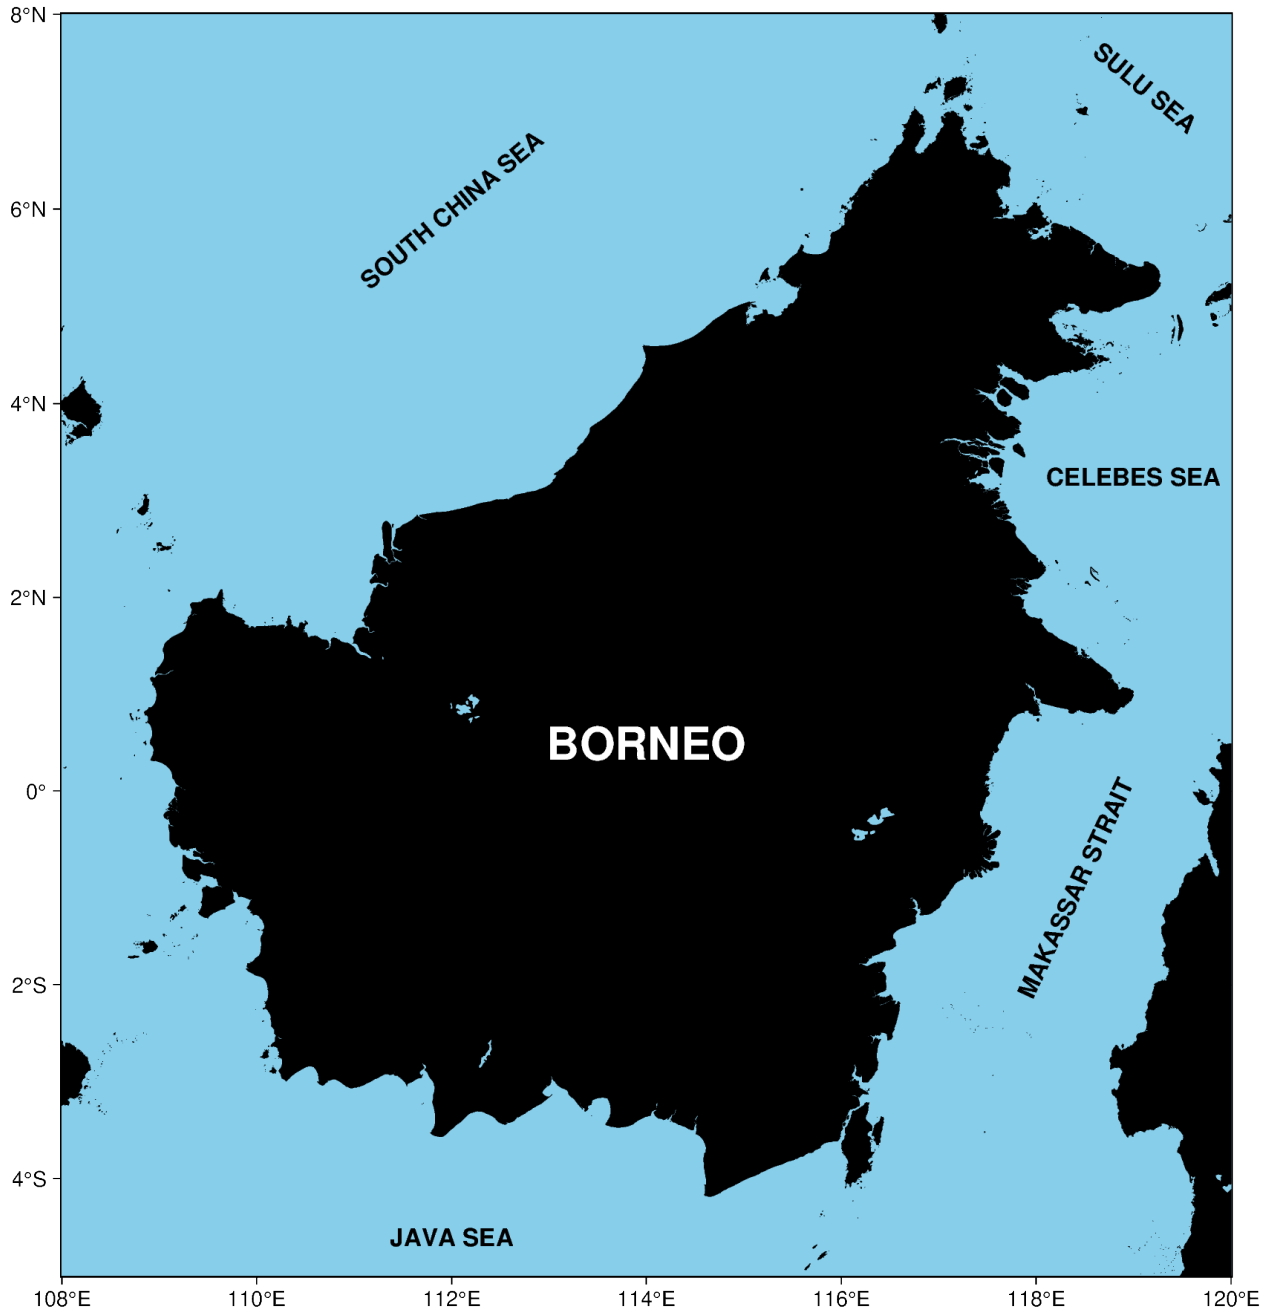 8°N
SULU SEA
SOUTH CHINA SEA
6°N
4°N
CELEBES SEA
2°N
BORNEO
0°
MAKASSAR STRAIT
2°S
4°S
JAVA SEA
108°E
110°E
112°E
114°E
116°E
118°E
120°E